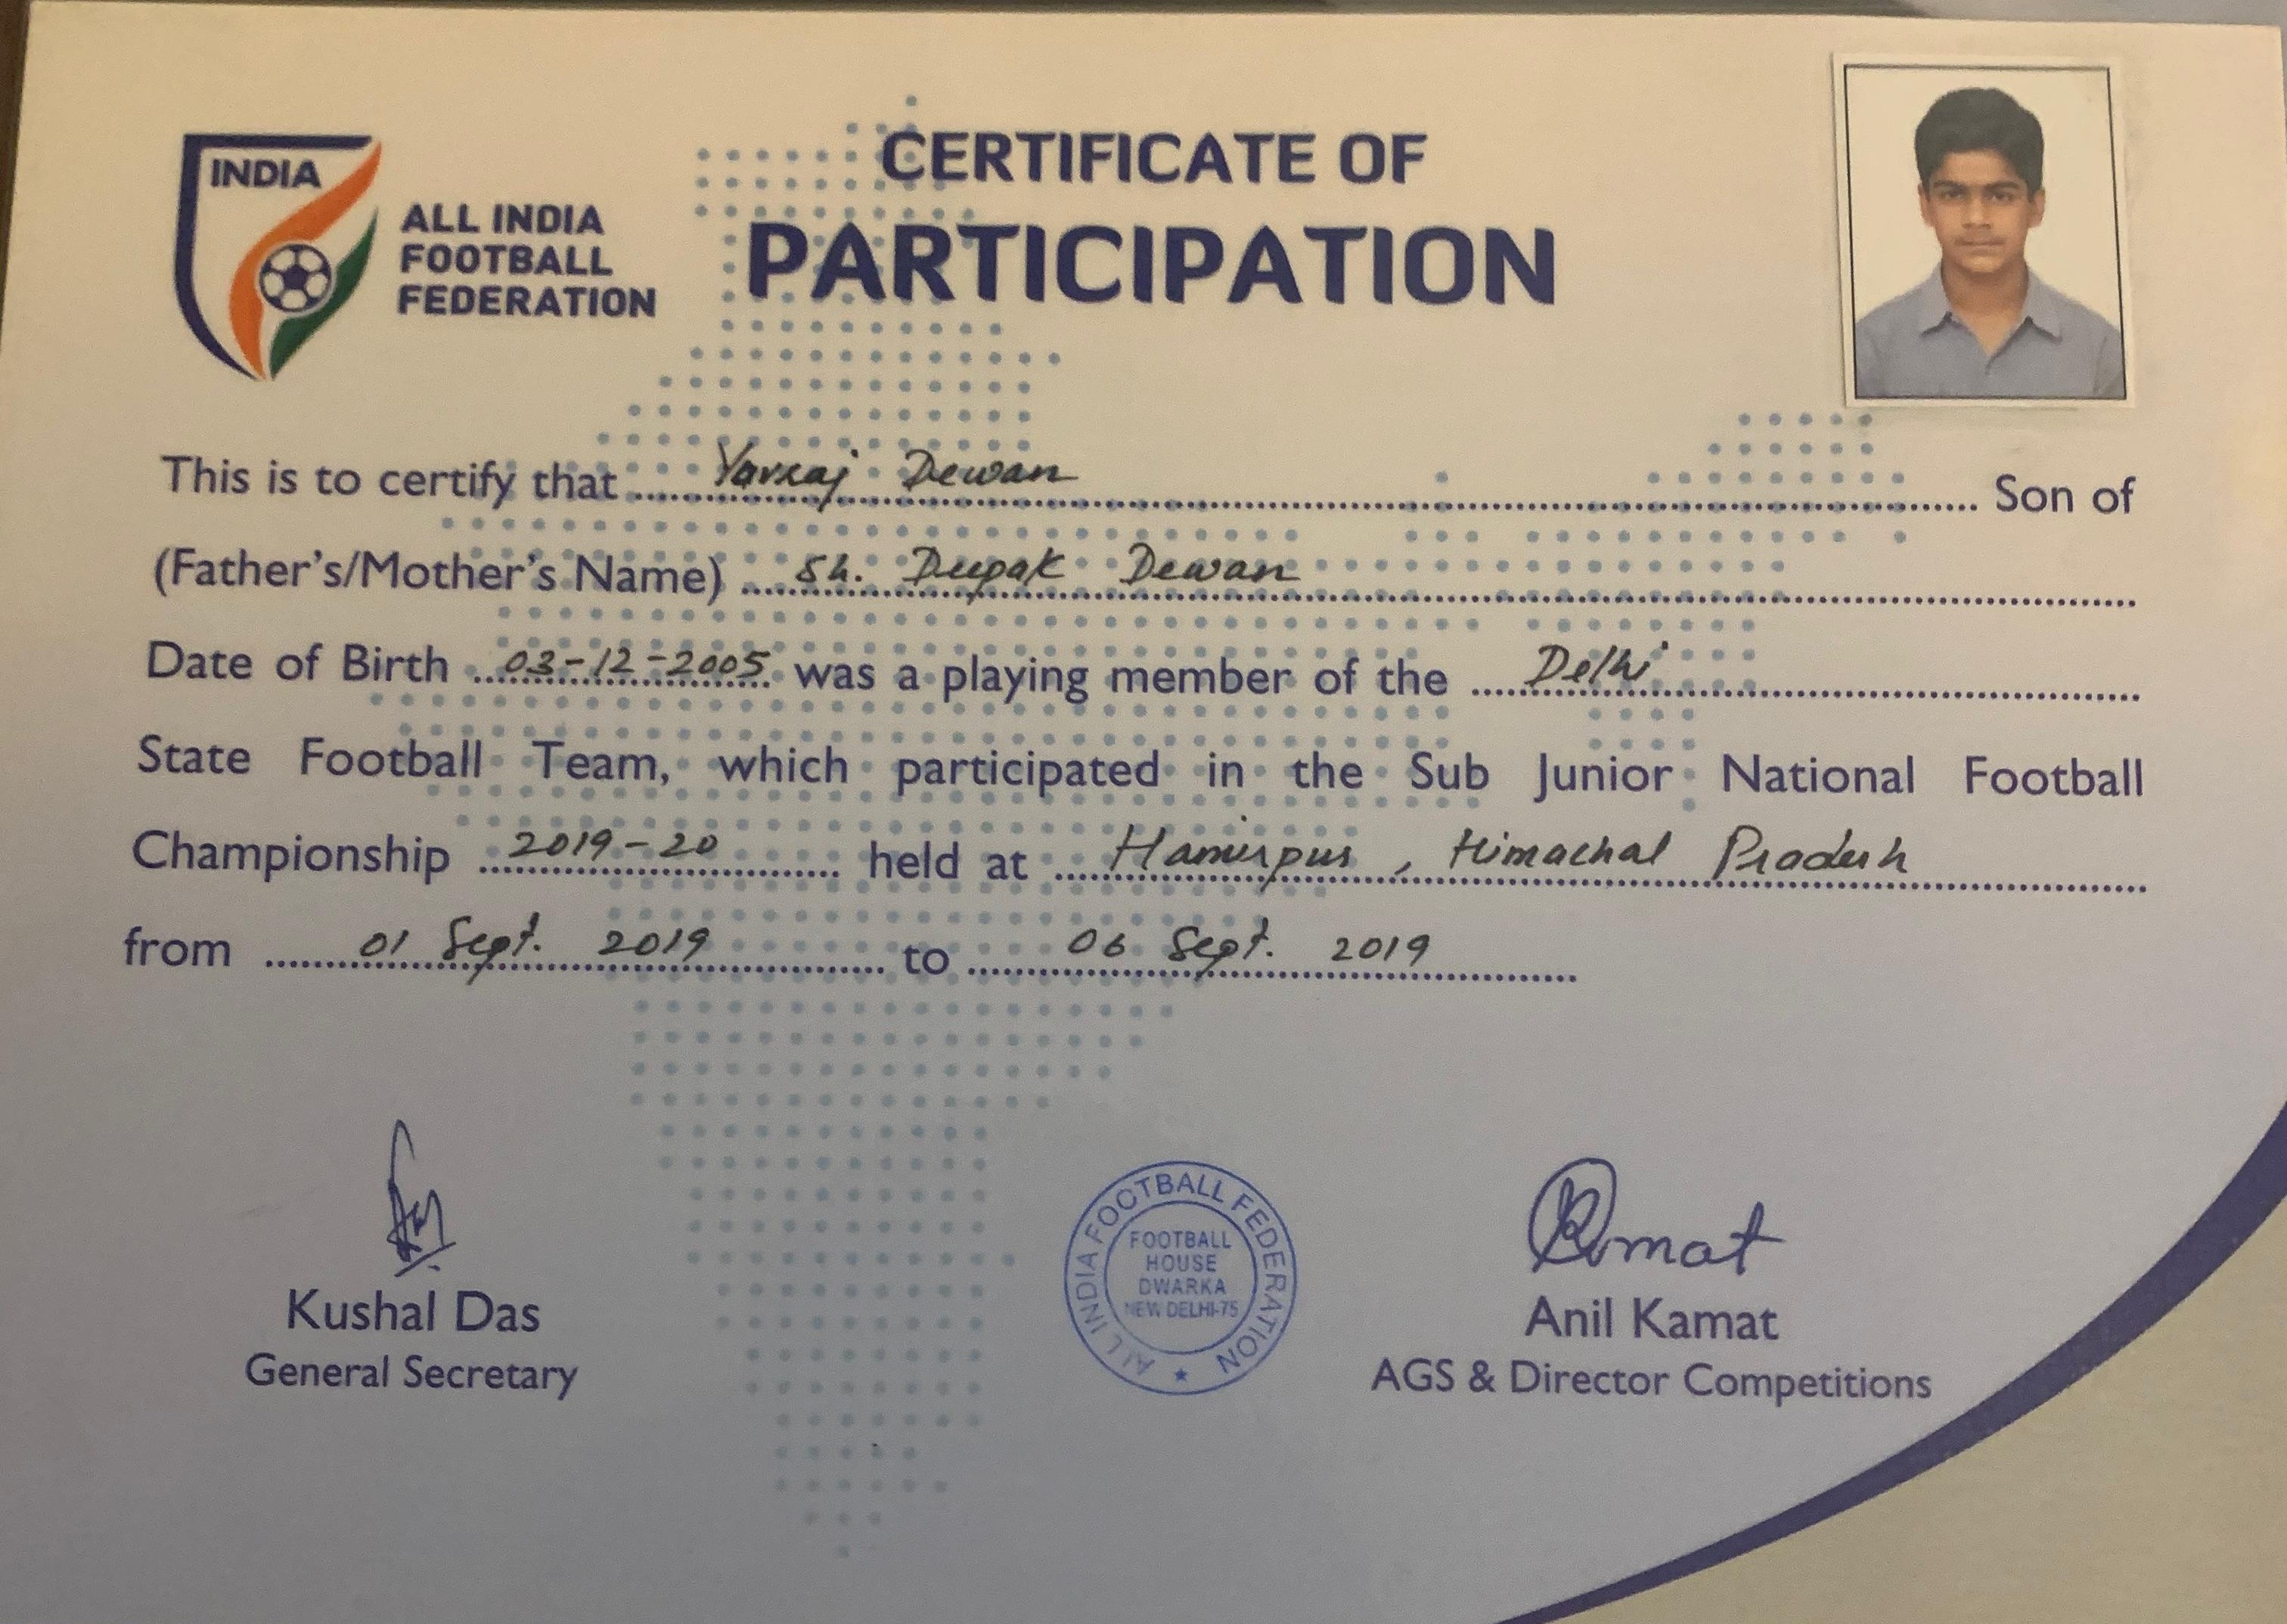 INDIA
ALL INDIA
FOOTBALL
FEDERATION
CERTIFICATE OF
PARTICIPATION
This is to certify that Yuvraj Dewan Son of
(Father's/Mother's Name) Sh. Deepak Dewan
Date of Birth 03-12-2005 was a playing member of the Delhi
State Football Team, which participated in the Sub Junior National Football
Championship 2019-20 held at Hamirpur, Himachal Pradesh
from 01 Sept. 2019 to 06 Sept. 2019
Kushal Das
General Secretary
ALL INDIA FOOTBALL FEDERATION
FOOTBALL
HOUSE
DWARKA
NEW DELHI-75
Kamat
Anil Kamat
AGS & Director Competitions